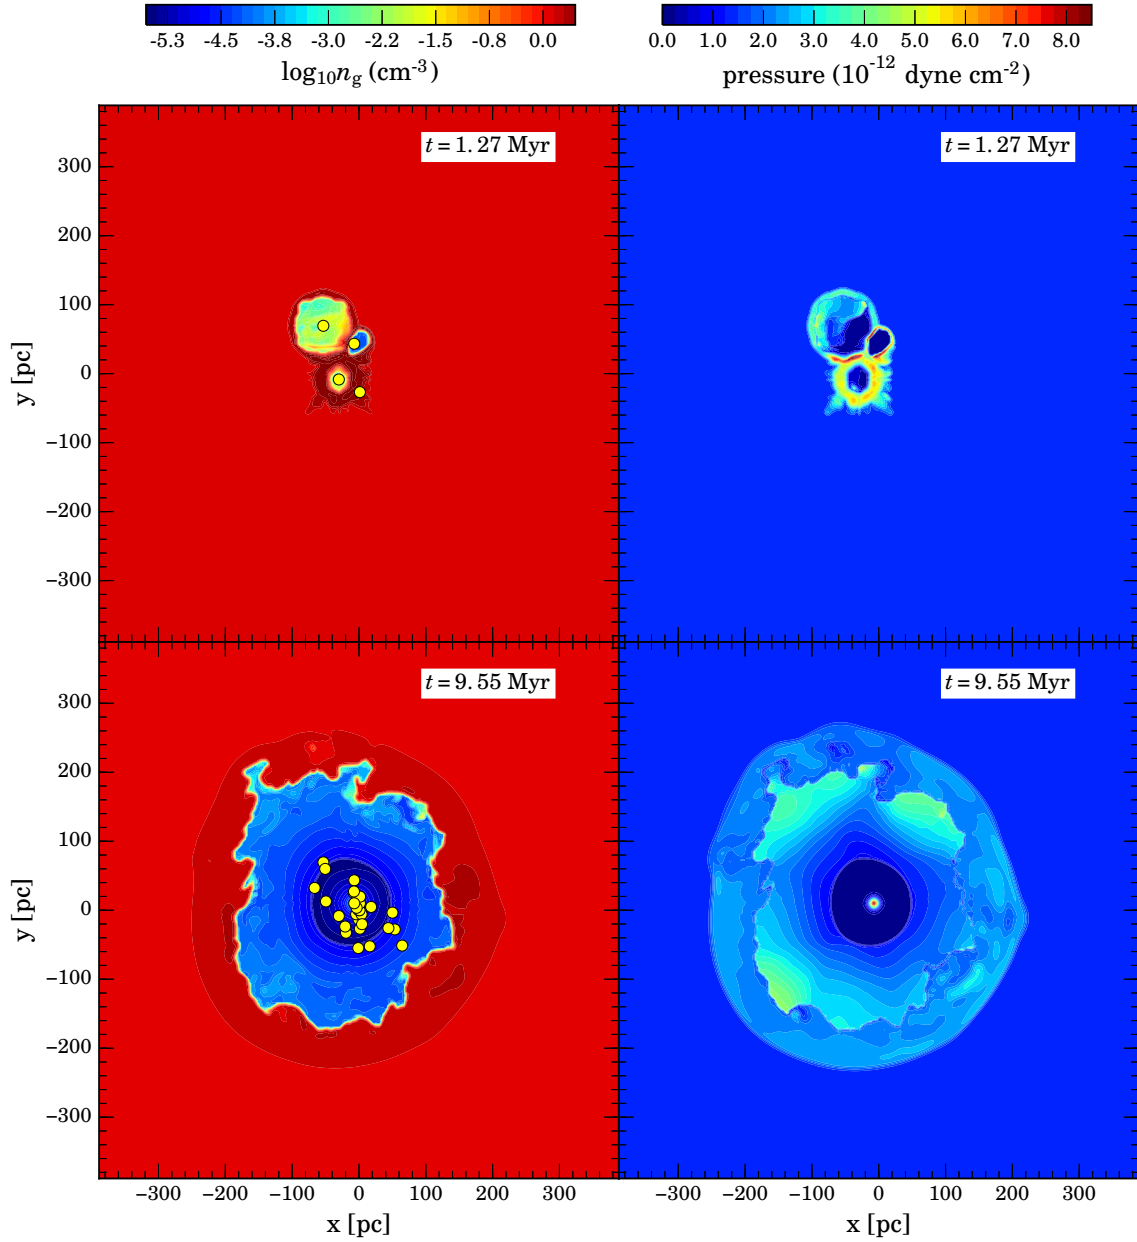 -5.3 -4.5 -3.8 -3.0 -2.2 -1.5 -0.8 0.0
log₁₀n_g (cm⁻³)
0.0 1.0 2.0 3.0 4.0 5.0 6.0 7.0 8.0
pressure (10⁻¹² dyne cm⁻²)
t = 1.27 Myr
t = 1.27 Myr
300
200
100
0
−100
−200
−300
y [pc]
t = 9.55 Myr
t = 9.55 Myr
300
200
100
0
−100
−200
−300
y [pc]
−300 −200 −100 0 100 200 300
x [pc]
−300 −200 −100 0 100 200 300
x [pc]